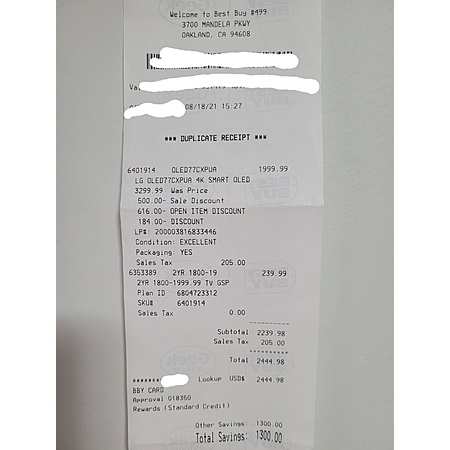 Welcome to Best Buy #499
3700 MANDELA PKWY
OAKLAND, CA 94608
Val
08/18/21 15:27
*** DUPLICATE RECEIPT ***
6401914 OLED77CXPUA 1999.99
LG OLED77CXPUA 4K SMART OLED
3299.99 Was Price
500.00- Sale Discount
616.00- OPEN ITEM DISCOUNT
184.00- DISCOUNT
LP#: 200003816833446
Condition: EXCELLENT
Packaging: YES
Sales Tax 205.00
6353389 2YR 1800-19 239.99
2YR 1800-1999.99 TV GSP
Plan ID 6804723312
SKU# 6401914
Sales Tax 0.00
----------
Subtotal 2239.98
Sales Tax 205.00
==========
Total 2444.98
******* Lookup USD$ 2444.98
BBY CARD
Approval 018350
Rewards (Standard Credit)
Other Savings: 1300.00
Total Savings: 1300.00